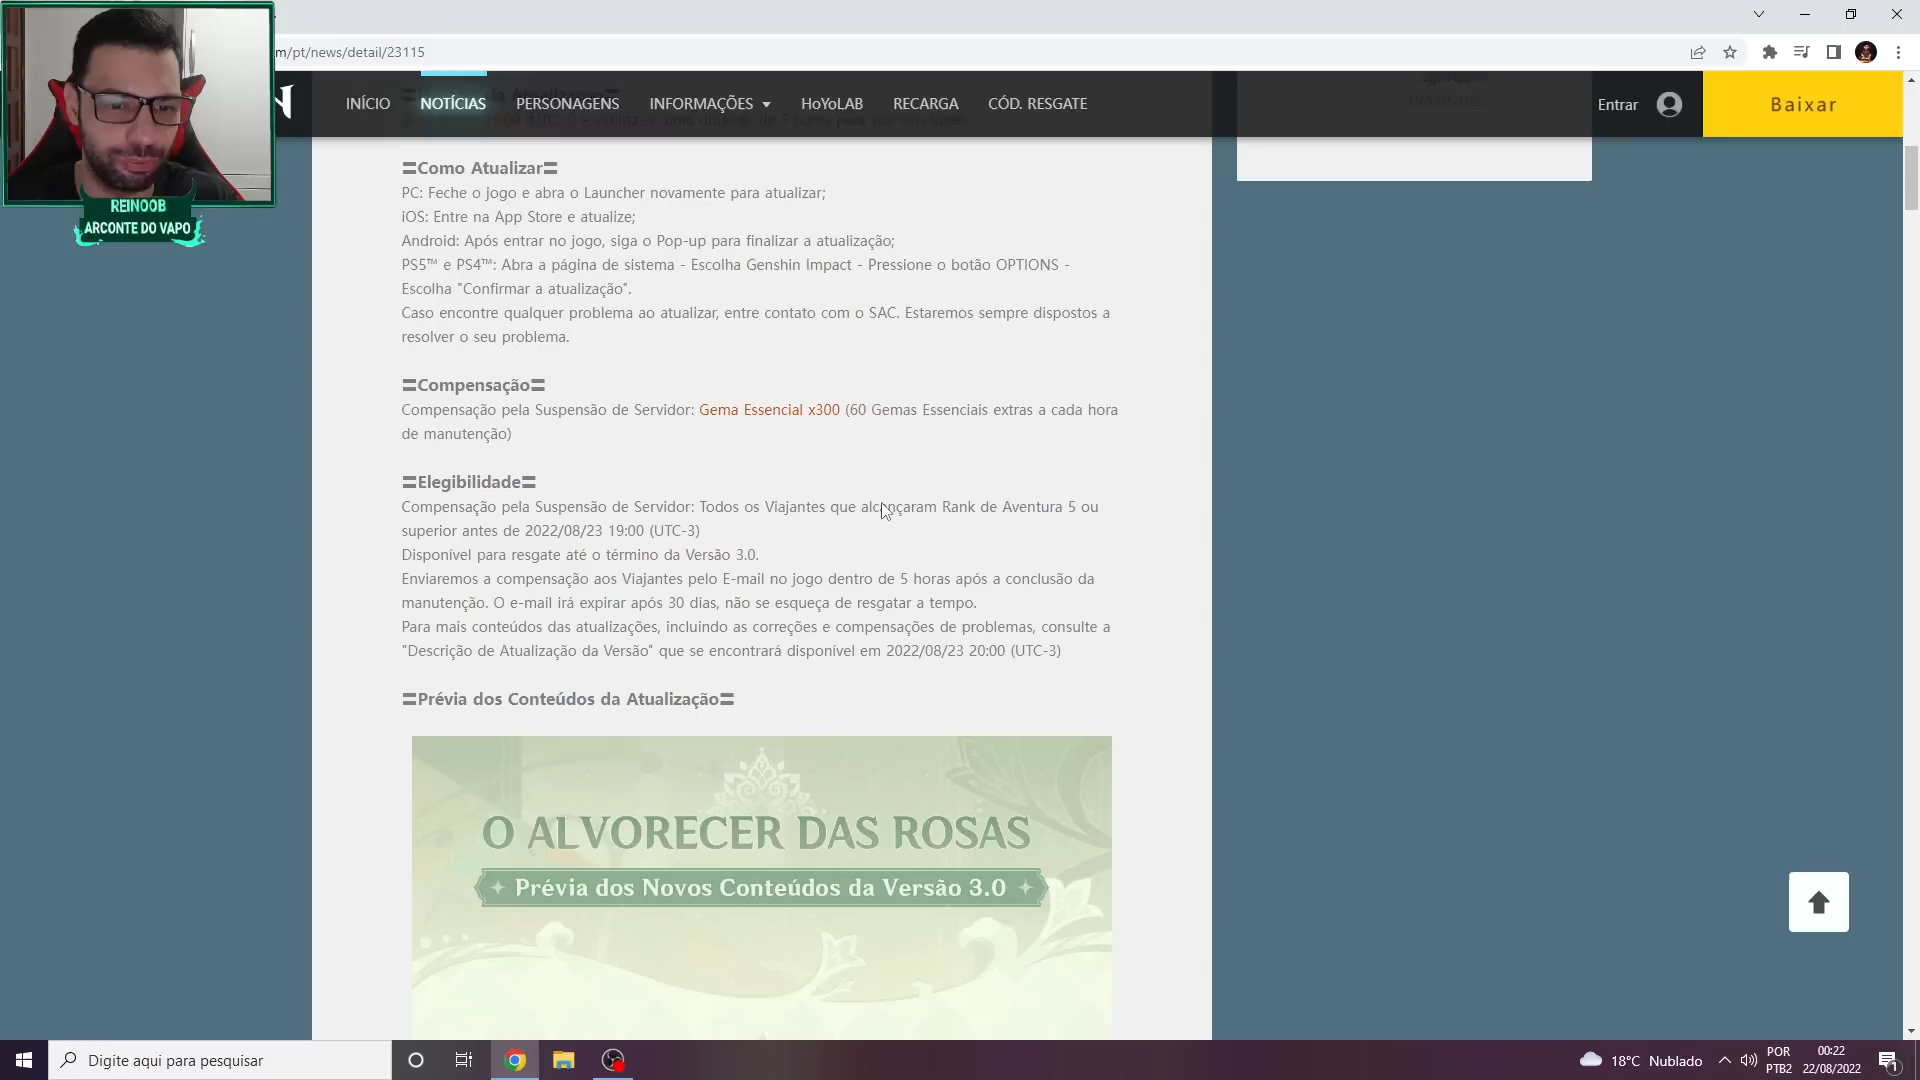 m/pt/news/detail/23115
INÍCIO NOTÍCIAS PERSONAGENS INFORMAÇÕES HoYoLAB RECARGA CÓD. RESGATE Entrar Baixar
REINOOB
ARCONTE DO VAPO
〓Como Atualizar〓
PC: Feche o jogo e abra o Launcher novamente para atualizar;
iOS: Entre na App Store e atualize;
Android: Após entrar no jogo, siga o Pop-up para finalizar a atualização;
PS5™ e PS4™: Abra a página de sistema - Escolha Genshin Impact - Pressione o botão OPTIONS -
Escolha "Confirmar a atualização".
Caso encontre qualquer problema ao atualizar, entre contato com o SAC. Estaremos sempre dispostos a
resolver o seu problema.
〓Compensação〓
Compensação pela Suspensão de Servidor: Gema Essencial x300 (60 Gemas Essenciais extras a cada hora
de manutenção)
〓Elegibilidade〓
Compensação pela Suspensão de Servidor: Todos os Viajantes que alcançaram Rank de Aventura 5 ou
superior antes de 2022/08/23 19:00 (UTC-3)
Disponível para resgate até o término da Versão 3.0.
Enviaremos a compensação aos Viajantes pelo E-mail no jogo dentro de 5 horas após a conclusão da
manutenção. O e-mail irá expirar após 30 dias, não se esqueça de resgatar a tempo.
Para mais conteúdos das atualizações, incluindo as correções e compensações de problemas, consulte a
"Descrição de Atualização da Versão" que se encontrará disponível em 2022/08/23 20:00 (UTC-3)
〓Prévia dos Conteúdos da Atualização〓
O ALVORECER DAS ROSAS
Prévia dos Novos Conteúdos da Versão 3.0
Digite aqui para pesquisar
18°C Nublado
POR
PTB2
00:22
22/08/2022
1